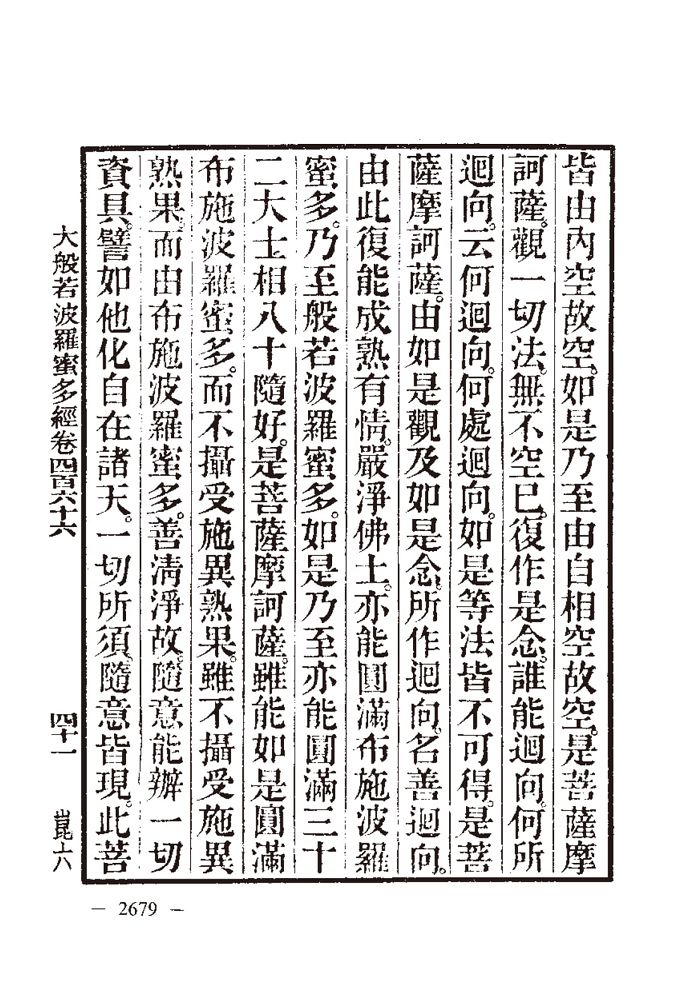 皆由內空故空。如是乃至由自相空故空。是菩薩摩
訶薩。觀一切法。無不空已。復作是念。誰能迴向。何所
迴向。云何迴向。何處迴向。如是等法皆不可得。是菩
薩摩訶薩。由如是觀及如是念。所作迴向。名善迴向。
由此復能成熟有情。嚴淨佛土。亦能圓滿布施波羅
蜜多。乃至般若波羅蜜多。如是乃至亦能圓滿三十
二大士相八十隨好。是菩薩摩訶薩。雖能如是圓滿
布施波羅蜜多。而不攝受施異熟果。雖不攝受施異
熟果。而由布施波羅蜜多。善清淨故。隨意能辦一切
資具。譬如他化自在諸天。一切所須。隨意皆現。此菩
大般若波羅蜜多經卷四百六十六 四十一 崑上六
— 2679 —